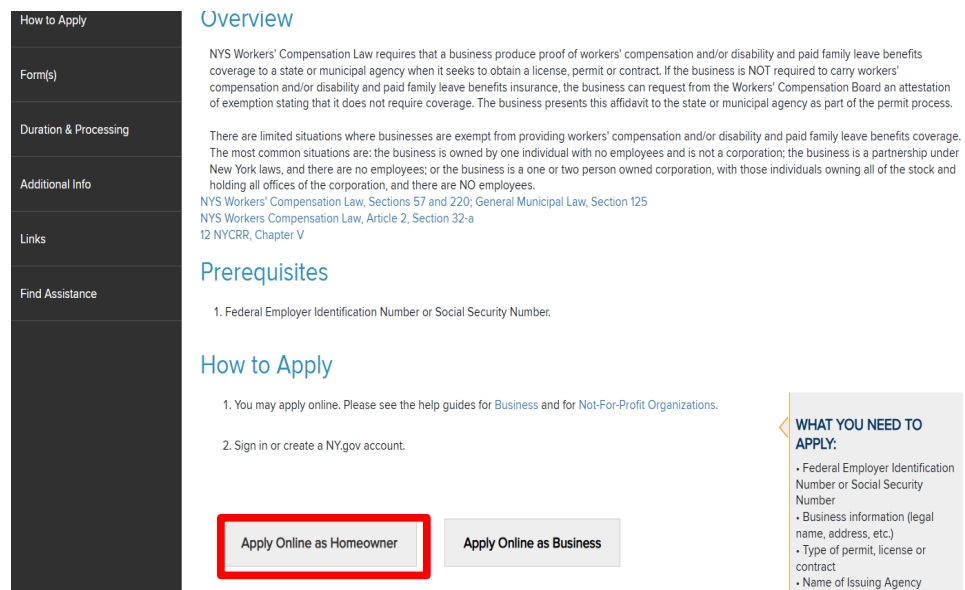 How to Apply
Form(s)
Duration & Processing
Additional Info
Links
Find Assistance
Overview
NYS Workers' Compensation Law requires that a business produce proof of workers' compensation and/or disability and paid family leave benefits
coverage to a state or municipal agency when it seeks to obtain a license, permit or contract. If the business is NOT required to carry workers'
compensation and/or disability and paid family leave benefits insurance, the business can request from the Workers' Compensation Board an attestation
of exemption stating that it does not require coverage. The business presents this affidavit to the state or municipal agency as part of the permit process.
There are limited situations where businesses are exempt from providing workers' compensation and/or disability and paid family leave benefits coverage.
The most common situations are: the business is owned by one individual with no employees and is not a corporation; the business is a partnership under
New York laws, and there are no employees; or the business is a one or two person owned corporation, with those individuals owning all of the stock and
holding all offices of the corporation, and there are NO employees.
NYS Workers' Compensation Law, Sections 57 and 220; General Municipal Law, Section 125
NYS Workers Compensation Law, Article 2, Section 32-a
12 NYCRR, Chapter V
Prerequisites
1. Federal Employer Identification Number or Social Security Number.
How to Apply
1. You may apply online. Please see the help guides for Business and for Not-For-Profit Organizations.
2. Sign in or create a NY.gov account.
Apply Online as Homeowner
Apply Online as Business
WHAT YOU NEED TO
APPLY:
• Federal Employer Identification
Number or Social Security
Number
• Business information (legal
name, address, etc.)
• Type of permit, license or
contract
• Name of Issuing Agency